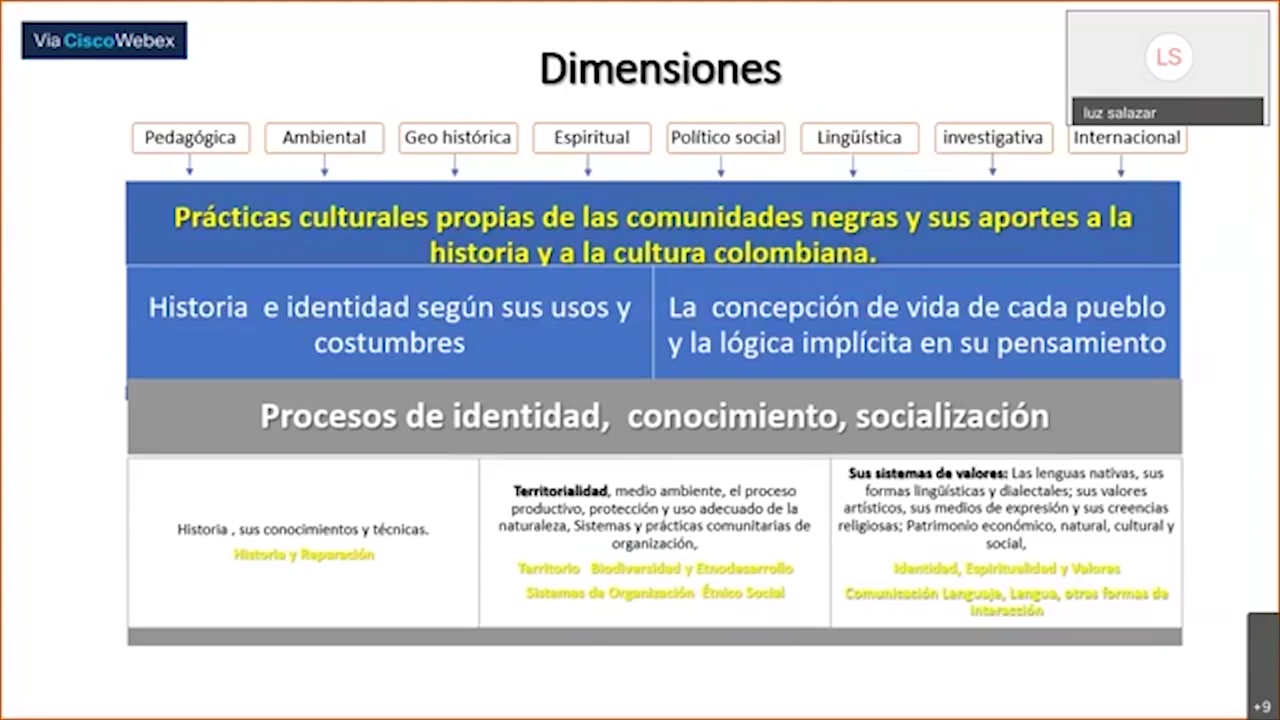 Vía CiscoWebex
Dimensiones
LS
luz salazar
Pedagógica
Ambiental
Geo histórica
Espiritual
Político social
Lingüística
investigativa
Internacional
Prácticas culturales propias de las comunidades negras y sus aportes a la
historia y a la cultura colombiana.
Historia e identidad según sus usos y
costumbres
La concepción de vida de cada pueblo
y la lógica implícita en su pensamiento
Procesos de identidad, conocimiento, socialización
Historia , sus conocimientos y técnicas.
Historia y Reparación
Territorialidad, medio ambiente, el proceso
productivo, protección y uso adecuado de la
naturaleza, Sistemas y prácticas comunitarias de
organización,
Territorio Biodiversidad y Etnodesarrollo
Sistemas de Organización Étnico Social
Sus sistemas de valores: Las lenguas nativas, sus
formas lingüísticas y dialectales; sus valores
artísticos, sus medios de expresión y sus creencias
religiosas; Patrimonio económico, natural, cultural y
social,
Identidad, Espiritualidad y Valores
Comunicación Lenguaje, Lengua, otras formas de
Interacción
+9